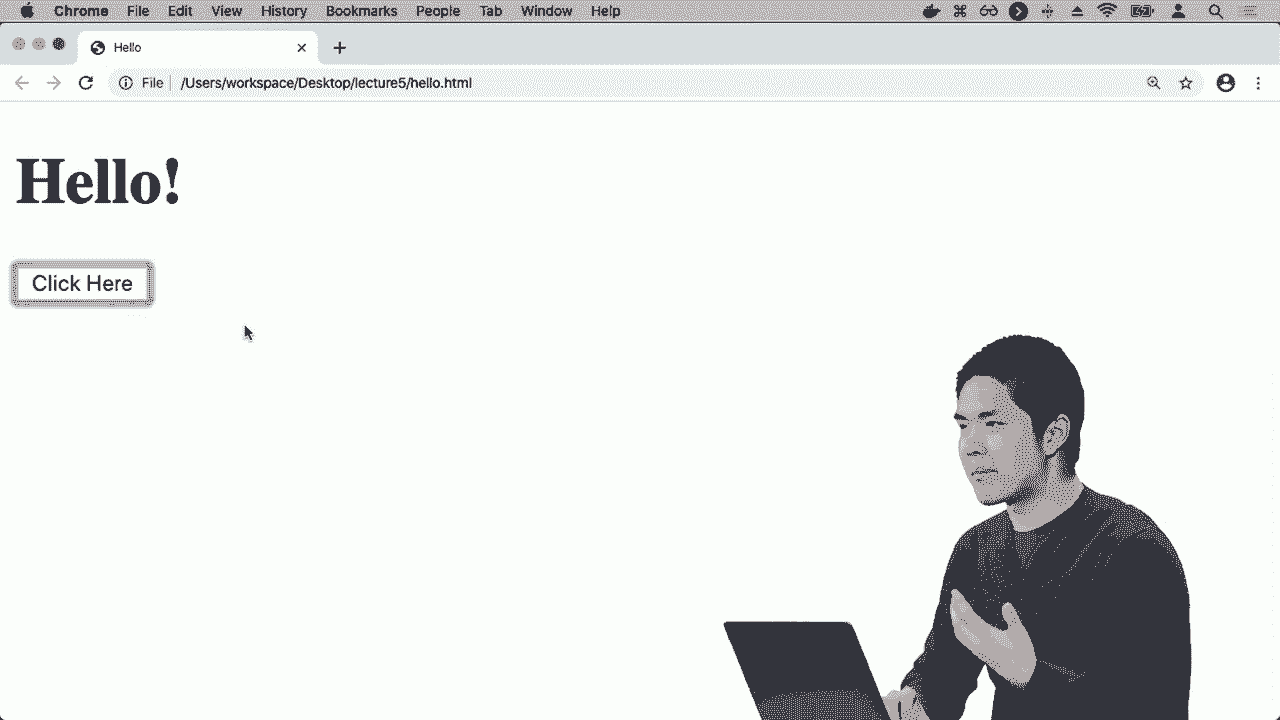 Chrome File Edit View History Bookmarks People Tab Window Help
Hello
File /Users/workspace/Desktop/lecture5/hello.html
Hello!
Click Here